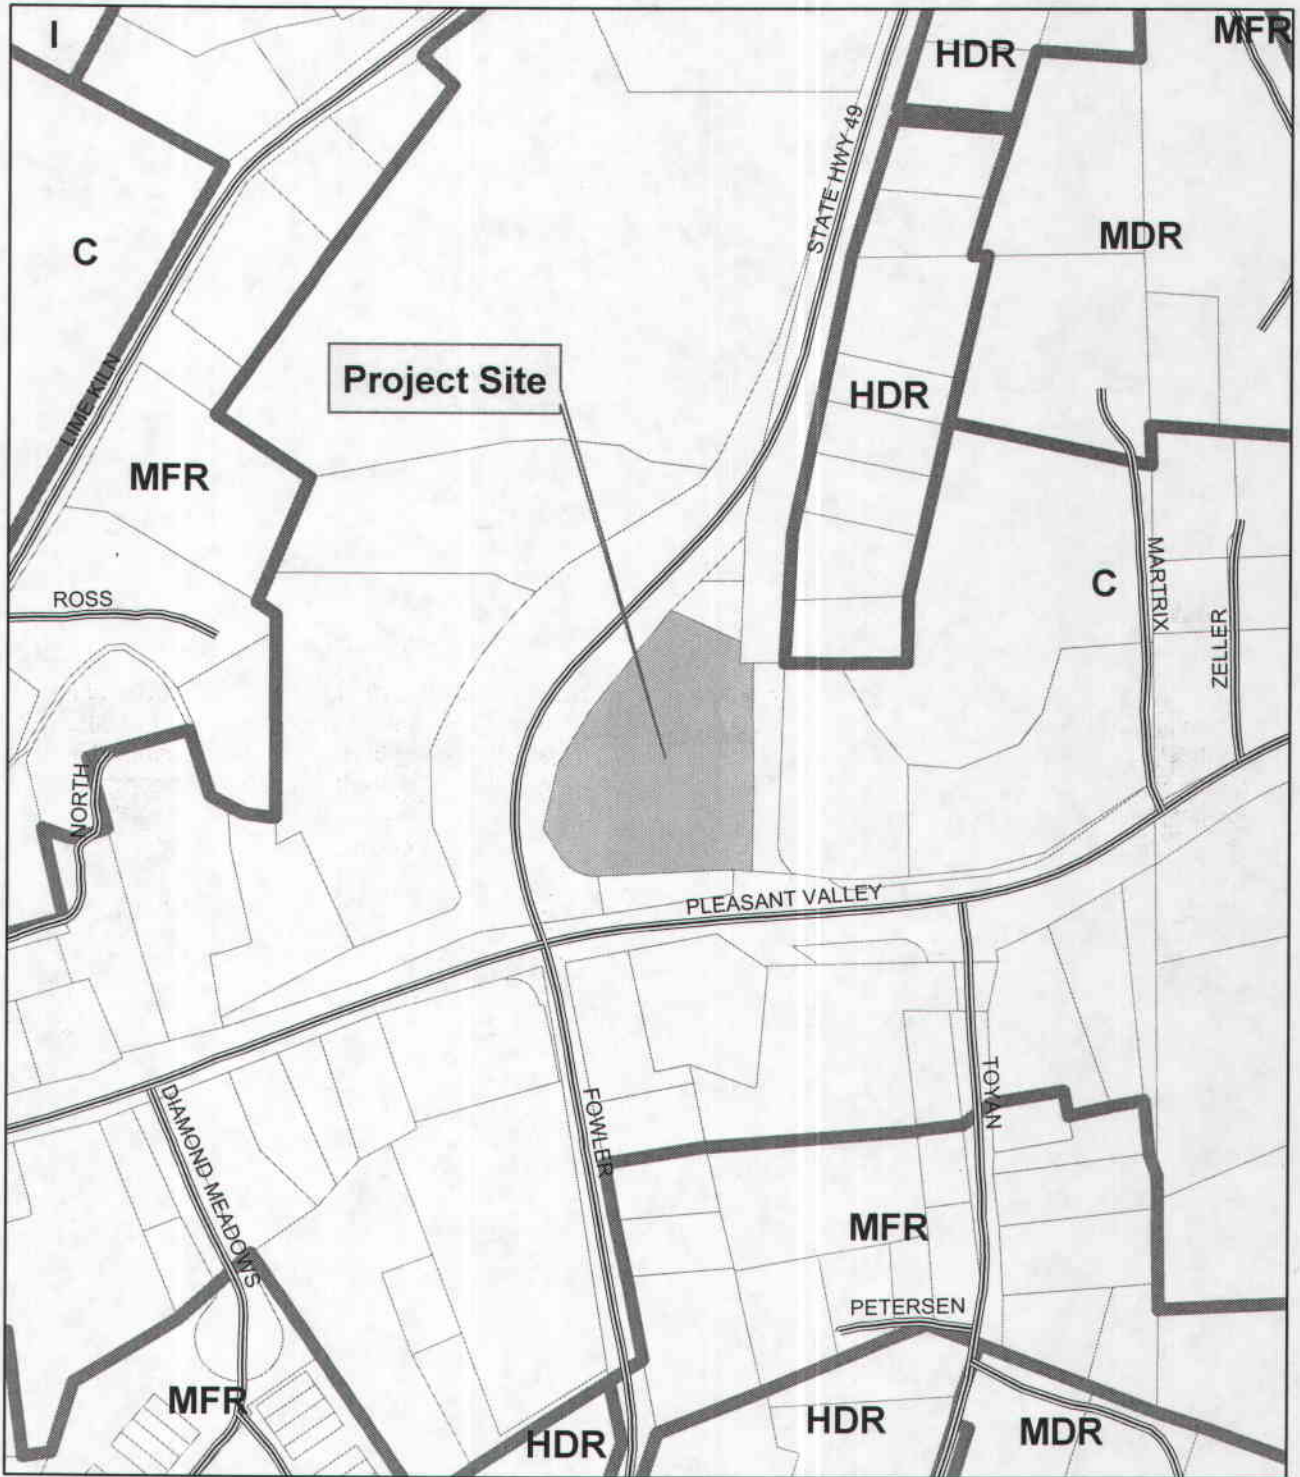 I
HDR
MFR
STATE HWY 49
C
MDR
Project Site
HDR
LIME KILN
MFR
C
MARTRIX
ROSS
ZELLER
NORTH
PLEASANT VALLEY
DIAMOND MEADOWS
FOWLER
TOYAN
MFR
PETERSEN
MFR
HDR
HDR
MDR